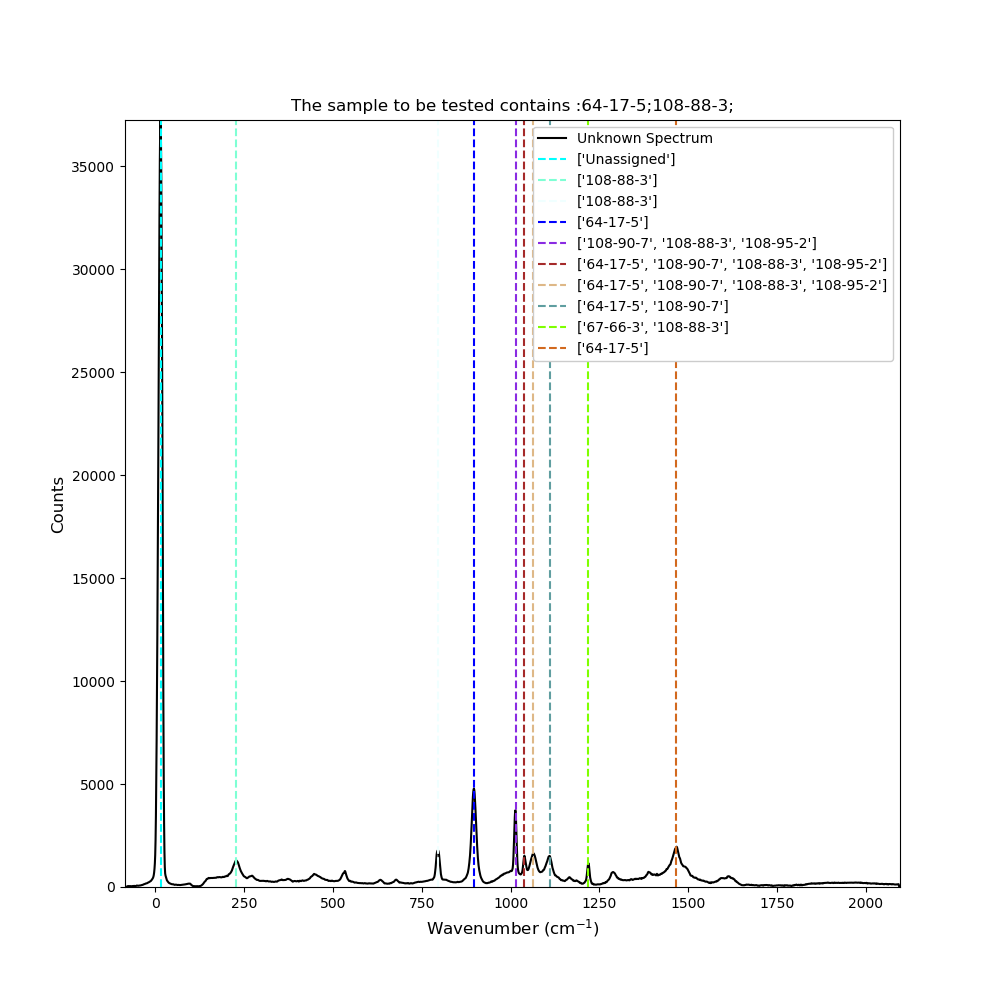 The sample to be tested contains :64-17-5;108-88-3;
Unknown Spectrum
['Unassigned']
['108-88-3']
['108-88-3']
['64-17-5']
['108-90-7', '108-88-3', '108-95-2']
['64-17-5', '108-90-7', '108-88-3', '108-95-2']
['64-17-5', '108-90-7', '108-88-3', '108-95-2']
['64-17-5', '108-90-7']
['67-66-3', '108-88-3']
['64-17-5']
Counts
35000
30000
25000
20000
15000
10000
5000
0
0 250 500 750 1000 1250 1500 1750 2000
Wavenumber (cm⁻¹)